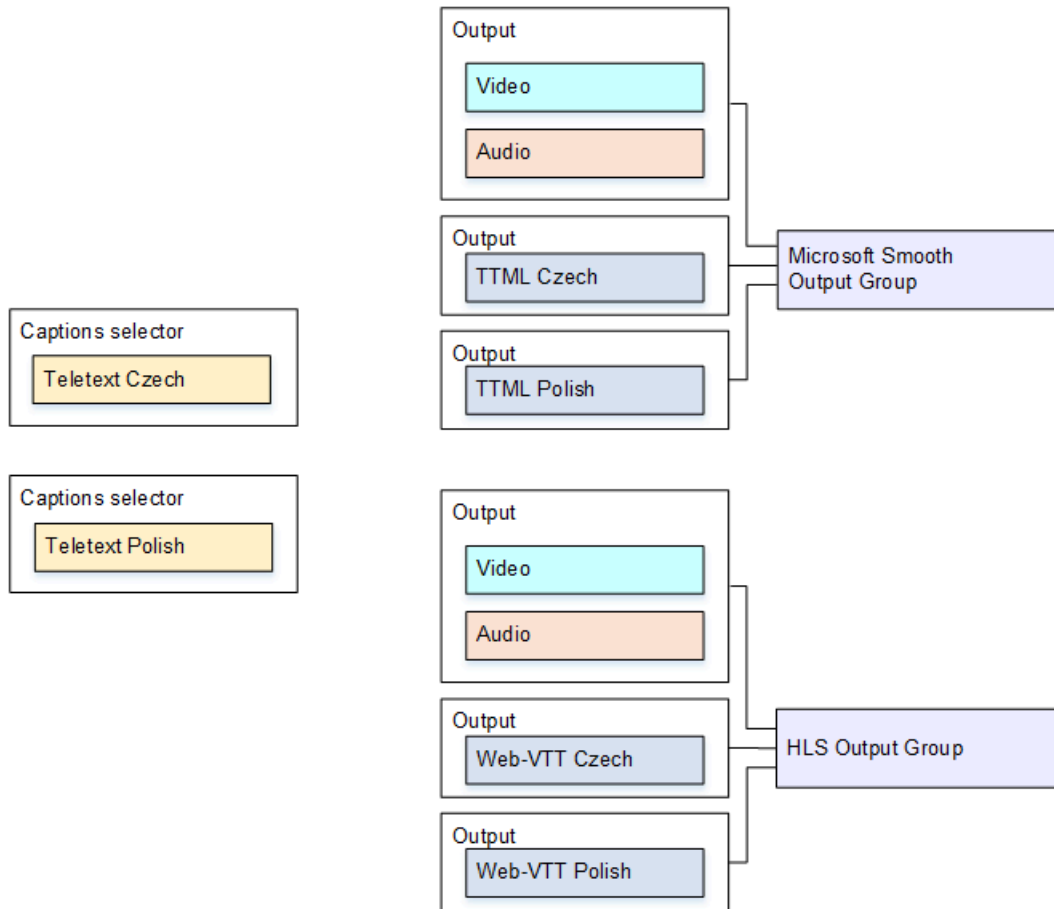 Captions selector
Teletext Czech
Captions selector
Teletext Polish
Output
Video
Audio
Output
TTML Czech
Output
TTML Polish
Microsoft Smooth
Output Group
Output
Video
Audio
Output
Web-VTT Czech
Output
Web-VTT Polish
HLS Output Group